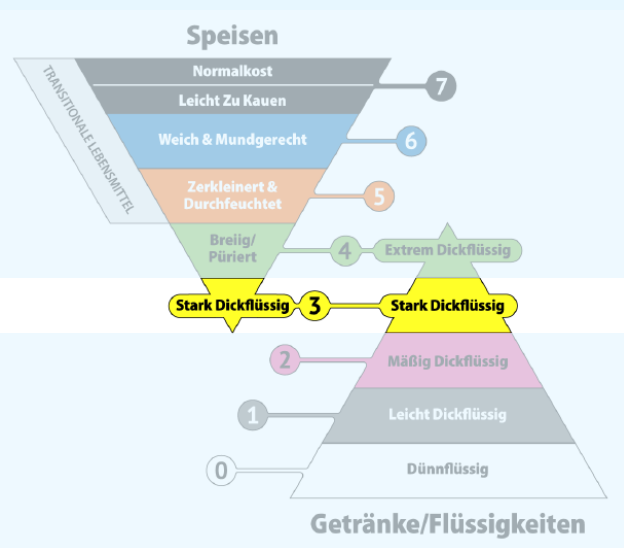 Speisen
Normalkost
Leicht Zu Kauen
7
TRANSITIONALE LEBENSMITTEL
Weich & Mundgerecht
6
Zerkleinert &
Durchfeuchtet
5
Breiig/
Püriert
4
Extrem Dickflüssig
Stark Dickflüssig
3
Stark Dickflüssig
2
Mäßig Dickflüssig
1
Leicht Dickflüssig
0
Dünnflüssig
Getränke/Flüssigkeiten